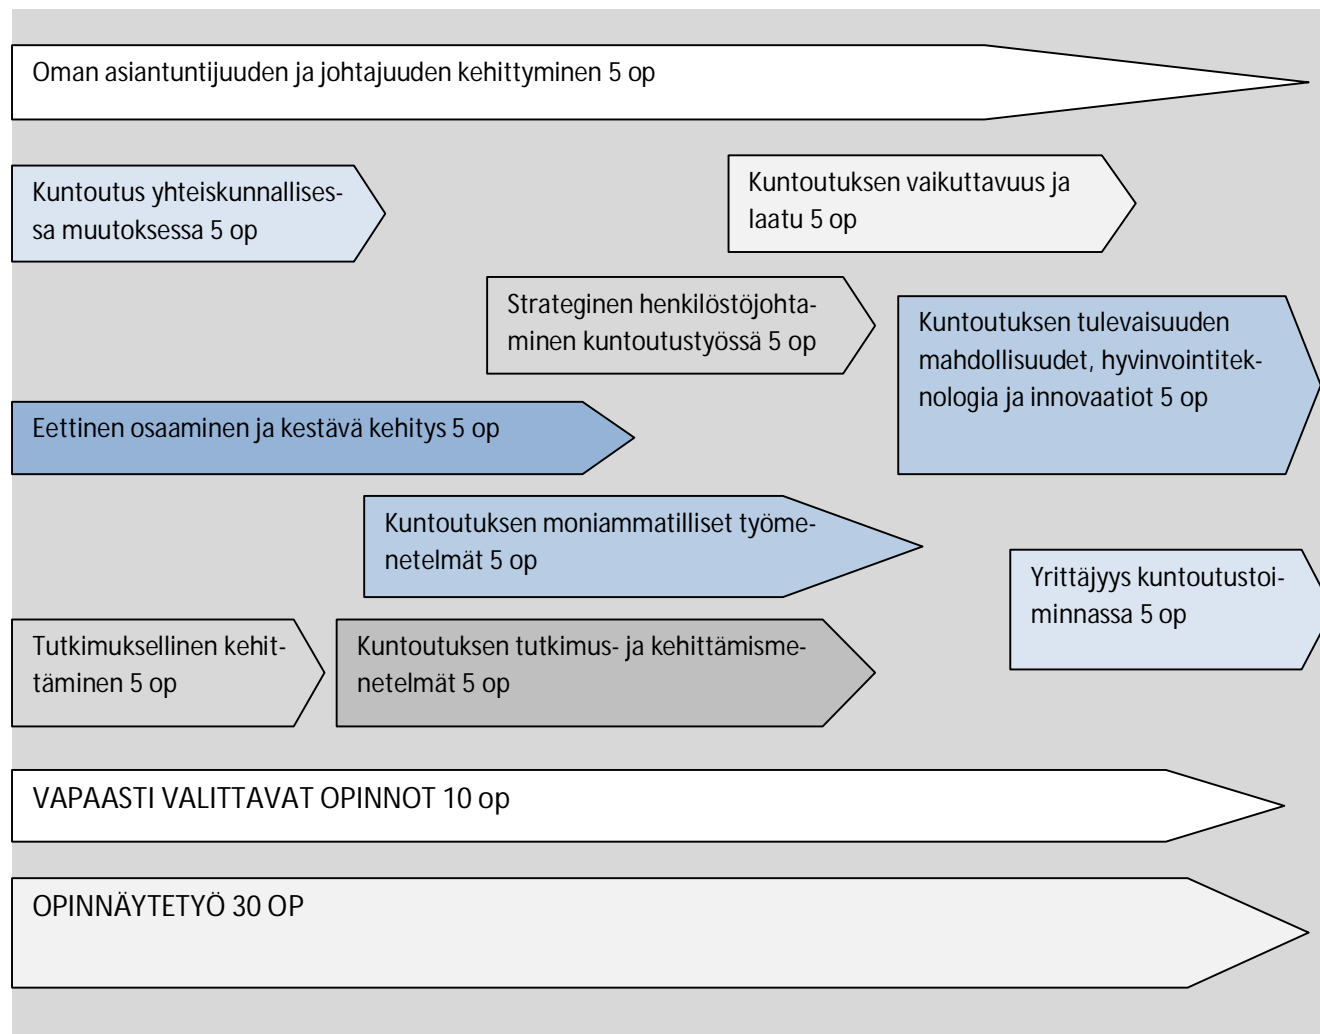 Oman asiantuntijuuden ja johtajuuden kehittyminen 5 op
Kuntoutus yhteiskunnallises-
sa muutoksessa 5 op
Kuntoutuksen vaikuttavuus ja
laatu 5 op
Strateginen henkilöstöjohta-
minen kuntoutustyössä 5 op
Kuntoutuksen tulevaisuuden
mahdollisuudet, hyvinvointitek-
nologia ja innovaatiot 5 op
Eettinen osaaminen ja kestävä kehitys 5 op
Kuntoutuksen moniammatilliset työme-
netelmät 5 op
Yrittäjyys kuntoutustoi-
minnassa 5 op
Tutkimuksellinen kehit-
täminen 5 op
Kuntoutuksen tutkimus- ja kehittämisme-
netelmät 5 op
VAPAASTI VALITTAVAT OPINNOT 10 op
OPINNÄYTETYÖ 30 OP